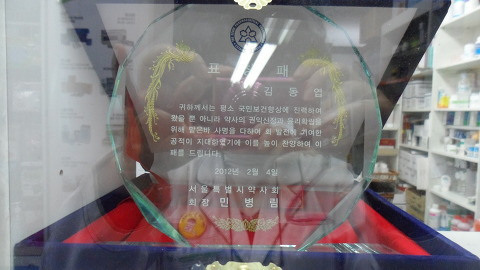 표 창 패
김 동 엽
귀하께서는 평소 국민보건향상에 진력하여
왔을 뿐 아니라 약사의 권익신장과 윤리확립을
위해 맡은바 사명을 다하여 회 발전에 기여한
공적이 지대하였기에 이를 높이 찬양하여 이
패를 드립니다.
2012년 2월 4일
서울특별시약사회
회장 민 병 림